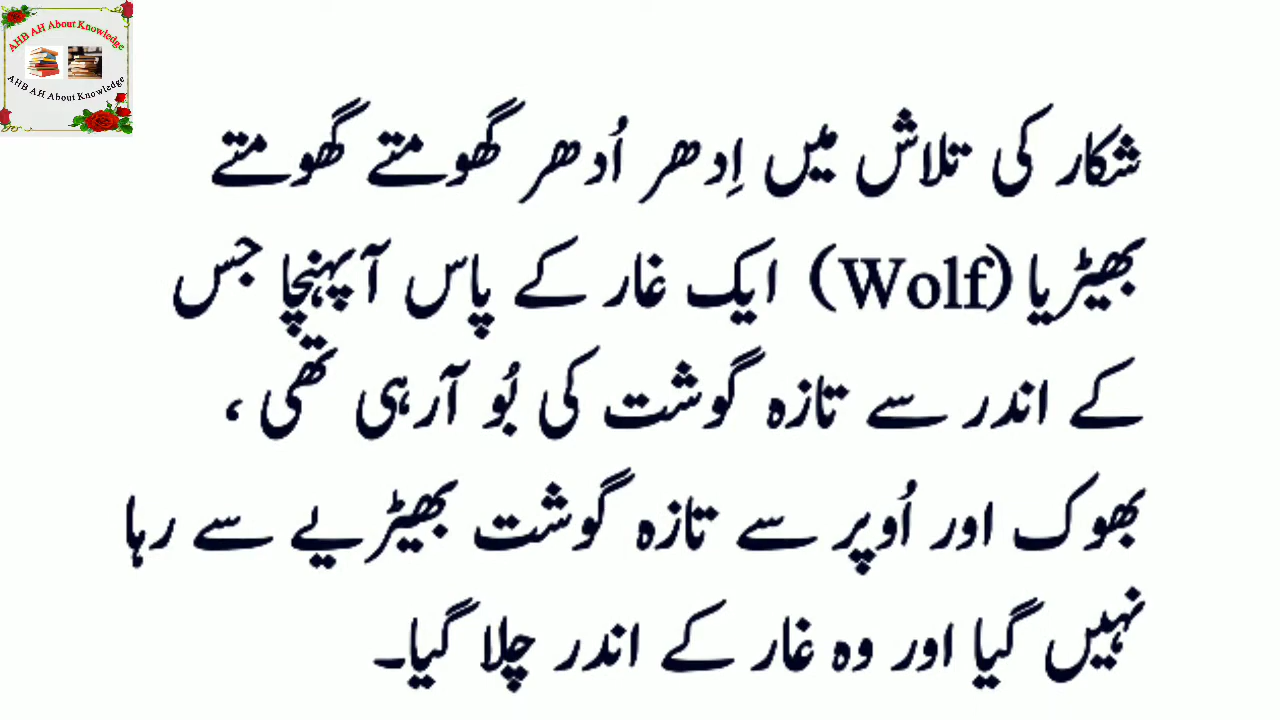 AHB AH About Knowledge
AHB AH About Knowledge
شکار کی تلاش میں اِدھر اُدھر گھومتے گھومتے
بھیڑیا (Wolf) ایک غار کے پاس آپہنچا جس
کے اندر سے تازہ گوشت کی بُو آرہی تھی ،
بھوک اور اُوپر سے تازہ گوشت بھیڑیے سے رہا
نہیں گیا اور وہ غار کے اندر چلا گیا۔